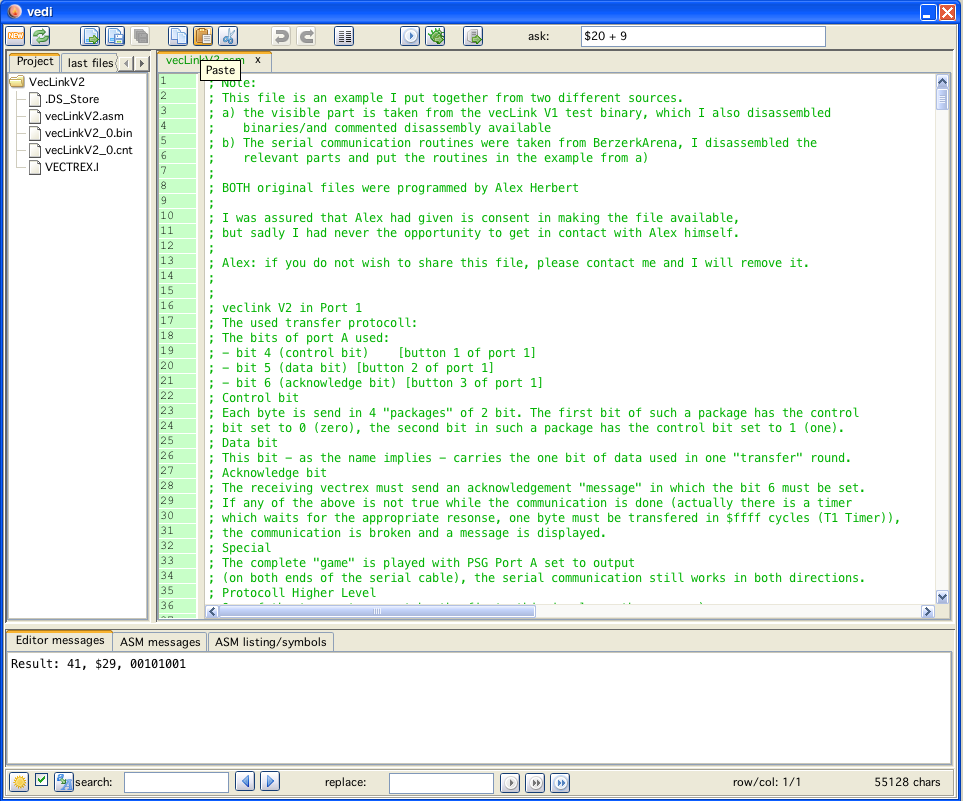 vedi
NEW
ask:
$20 + 9
Project
last files
x
Paste
VecLinkV2
.DS_Store
vecLinkV2.asm
vecLinkV2_0.bin
vecLinkV2_0.cnt
VECTREX.I
1 ; Note:
2 ; This file is an example I put together from two different sources.
3 ; a) the visible part is taken from the vecLink V1 test binary, which I also disassembled
4 ;    binaries/and commented disassembly available
5 ; b) The serial communication routines were taken from BerzerkArena, I disassembled the
6 ;    relevant parts and put the routines in the example from a)
7 ;
8 ; BOTH original files were programmed by Alex Herbert
9 ;
10 ; I was assured that Alex had given is consent in making the file available,
11 ; but sadly I had never the opportunity to get in contact with Alex himself.
12 ;
13 ; Alex: if you do not wish to share this file, please contact me and I will remove it.
14 ;
15 ;
16 ; veclink V2 in Port 1
17 ; The used transfer protocoll:
18 ; The bits of port A used:
19 ; - bit 4 (control bit)    [button 1 of port 1]
20 ; - bit 5 (data bit) [button 2 of port 1]
21 ; - bit 6 (acknowledge bit) [button 3 of port 1]
22 ; Control bit
23 ; Each byte is send in 4 "packages" of 2 bit. The first bit of such a package has the control
24 ; bit set to 0 (zero), the second bit in such a package has the control bit set to 1 (one).
25 ; Data bit
26 ; This bit - as the name implies - carries the one bit of data used in one "transfer" round.
27 ; Acknowledge bit
28 ; The receiving vectrex must send an acknowledgement "message" in which the bit 6 must be set.
29 ; If any of the above is not true while the communication is done (actually there is a timer
30 ; which waits for the appropriate resonse, one byte must be transfered in $ffff cycles (T1 Timer)),
31 ; the communication is broken and a message is displayed.
32 ; Special
33 ; The complete "game" is played with PSG Port A set to output
34 ; (on both ends of the serial cable), the serial communication still works in both directions.
35 ; Protocoll Higher Level
36
Editor messages
ASM messages
ASM listing/symbols
Result: 41, $29, 00101001
search:
replace:
row/col: 1/1
55128 chars